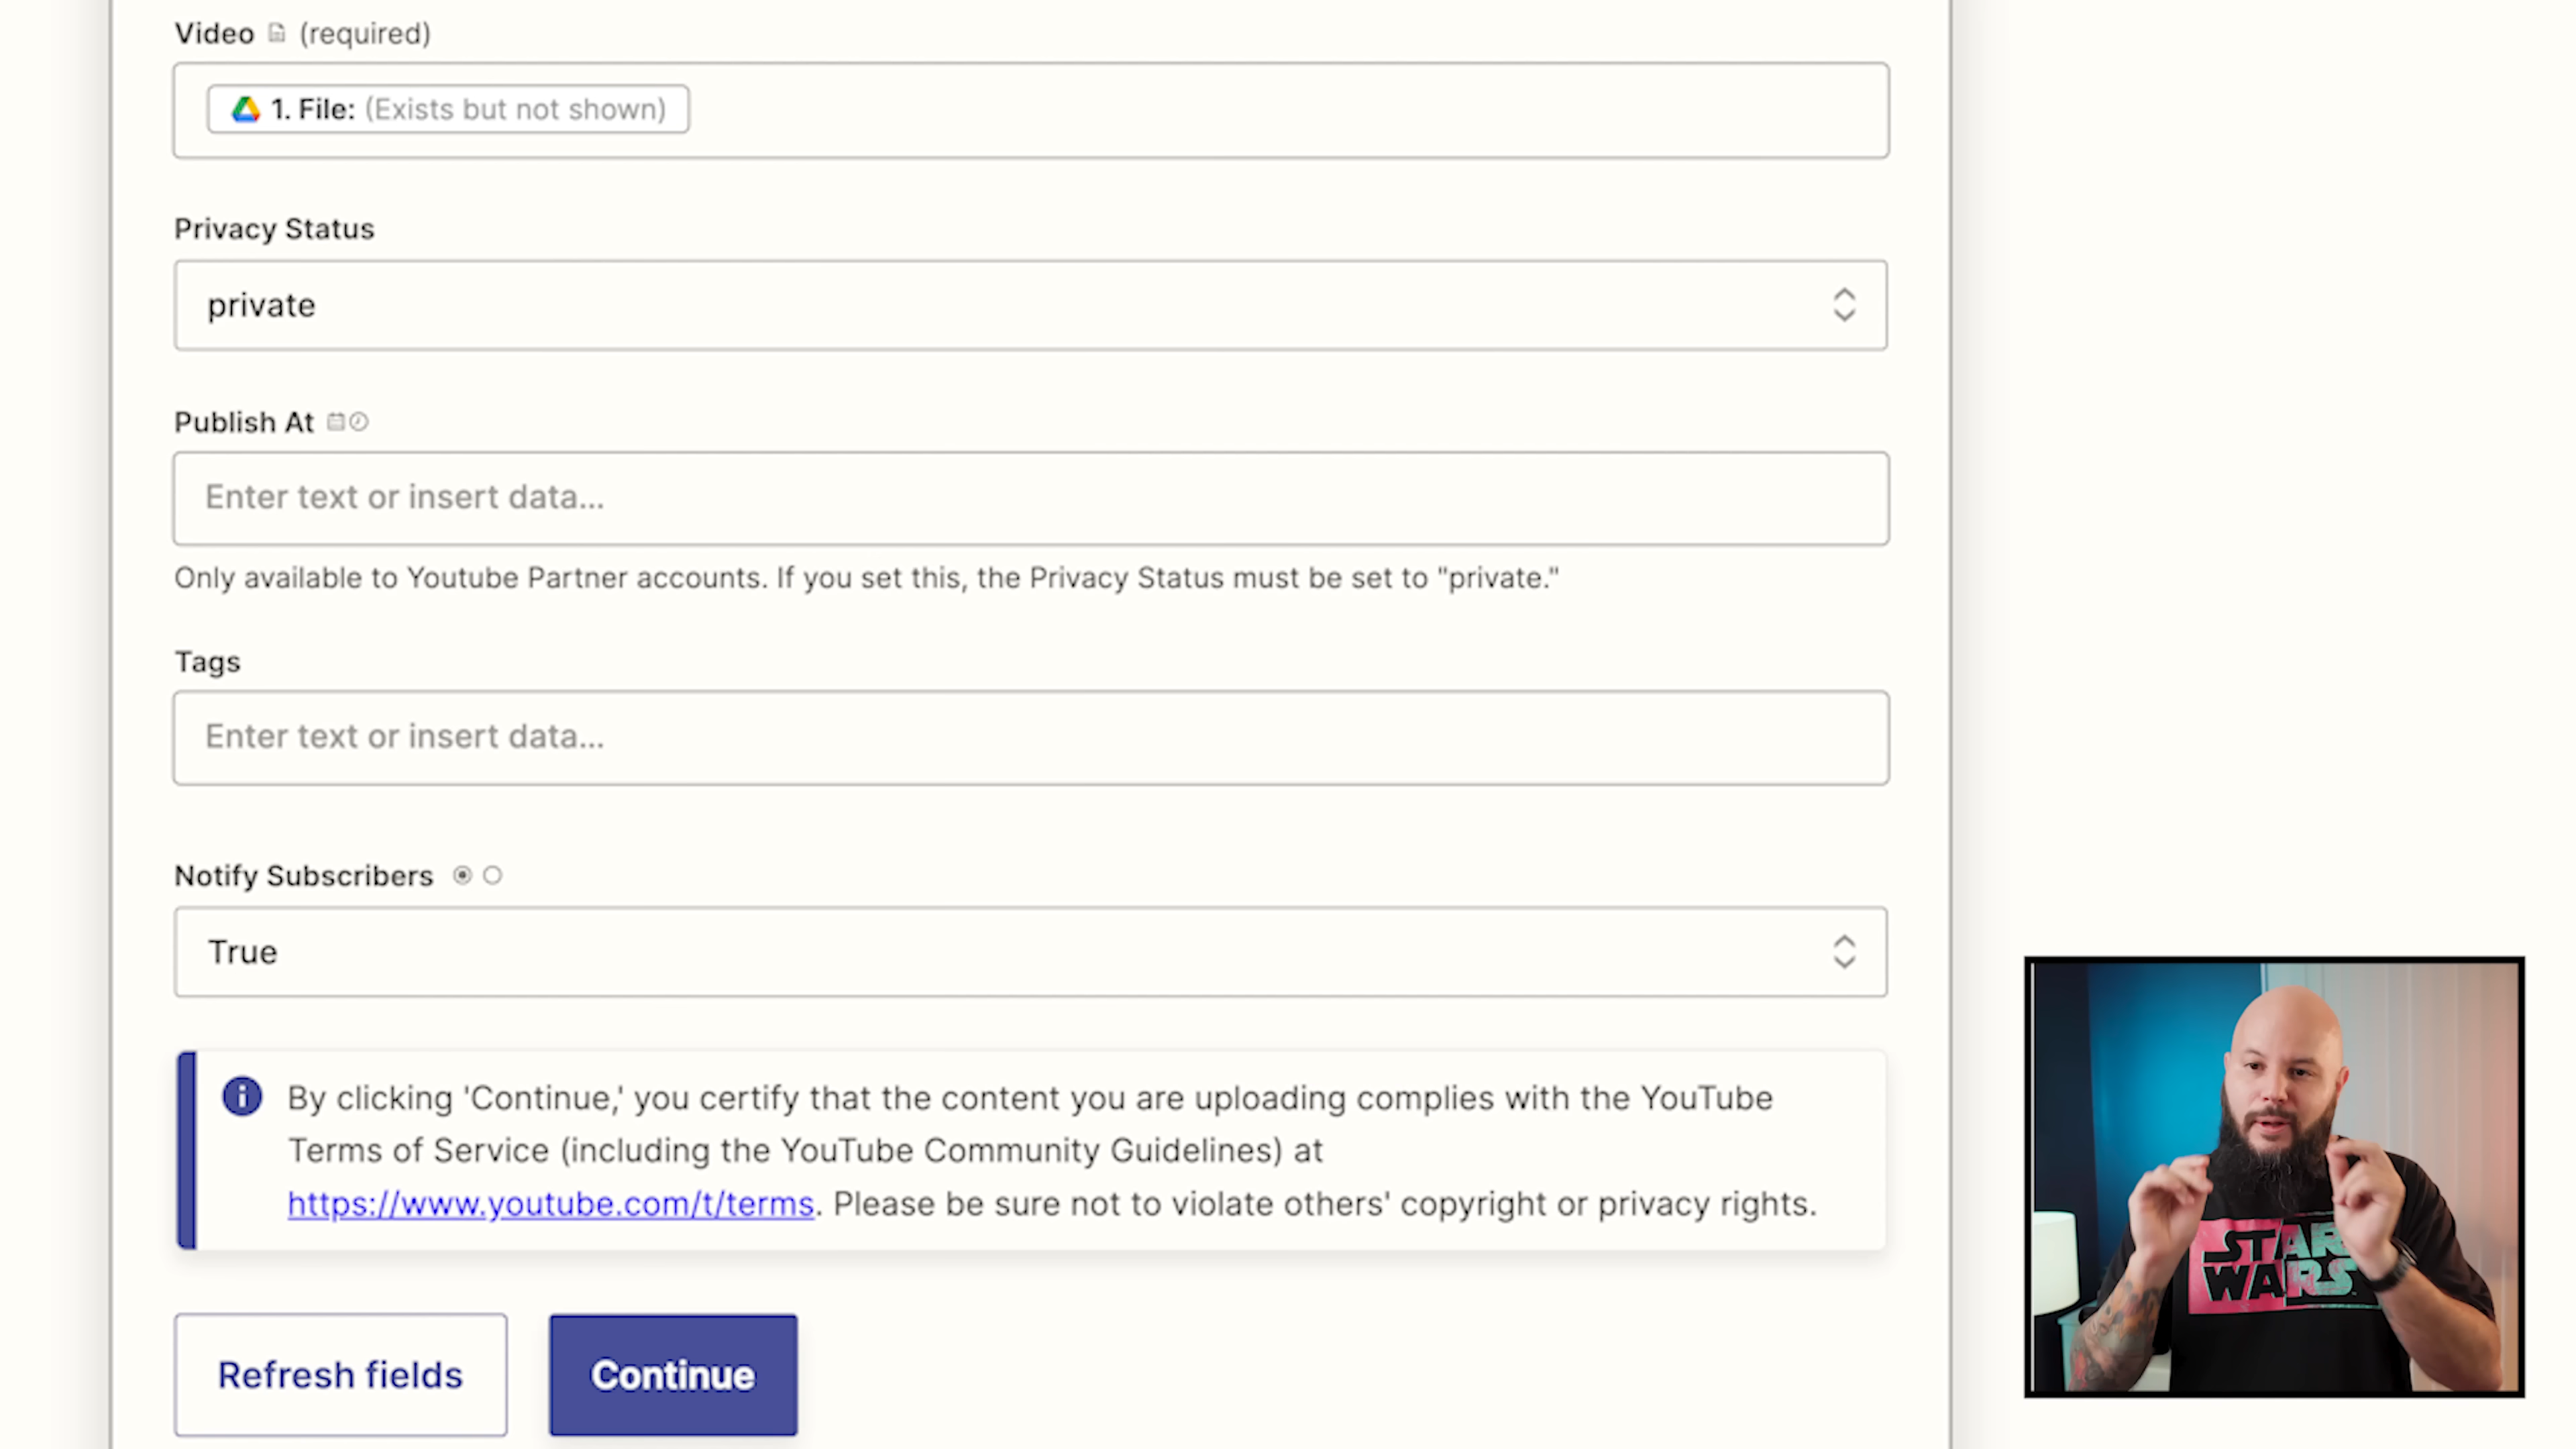 Video (required)
1. File: (Exists but not shown)
Privacy Status
private
Publish At
Enter text or insert data...
Only available to Youtube Partner accounts. If you set this, the Privacy Status must be set to "private."
Tags
Enter text or insert data...
Notify Subscribers
True
By clicking 'Continue,' you certify that the content you are uploading complies with the YouTube
Terms of Service (including the YouTube Community Guidelines) at
https://www.youtube.com/t/terms. Please be sure not to violate others' copyright or privacy rights.
Refresh fields
Continue
STAR
WARS